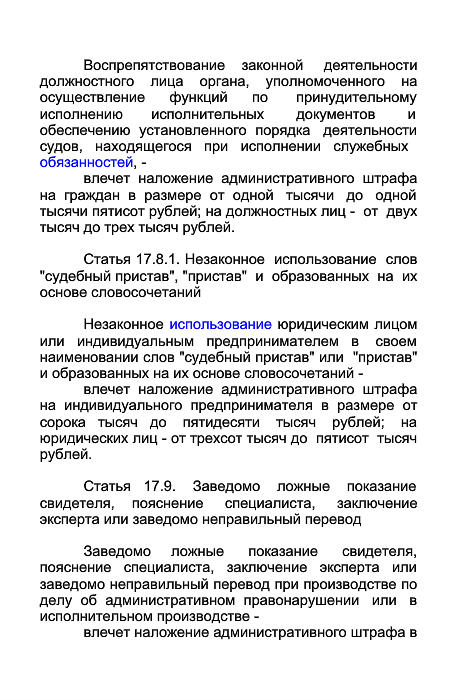 Воспрепятствование законной деятельности
должностного лица органа, уполномоченного на
осуществление функций по принудительному
исполнению исполнительных документов и
обеспечению установленного порядка деятельности
судов, находящегося при исполнении служебных
обязанностей, -
влечет наложение административного штрафа
на граждан в размере от одной тысячи до одной
тысячи пятисот рублей; на должностных лиц - от двух
тысяч до трех тысяч рублей.
Статья 17.8.1. Незаконное использование слов
"судебный пристав", "пристав" и образованных на их
основе словосочетаний
Незаконное использование юридическим лицом
или индивидуальным предпринимателем в своем
наименовании слов "судебный пристав" или "пристав"
и образованных на их основе словосочетаний -
влечет наложение административного штрафа
на индивидуального предпринимателя в размере от
сорока тысяч до пятидесяти тысяч рублей; на
юридических лиц - от трехсот тысяч до пятисот тысяч
рублей.
Статья 17.9. Заведомо ложные показание
свидетеля, пояснение специалиста, заключение
эксперта или заведомо неправильный перевод
Заведомо ложные показание свидетеля,
пояснение специалиста, заключение эксперта или
заведомо неправильный перевод при производстве по
делу об административном правонарушении или в
исполнительном производстве -
влечет наложение административного штрафа в